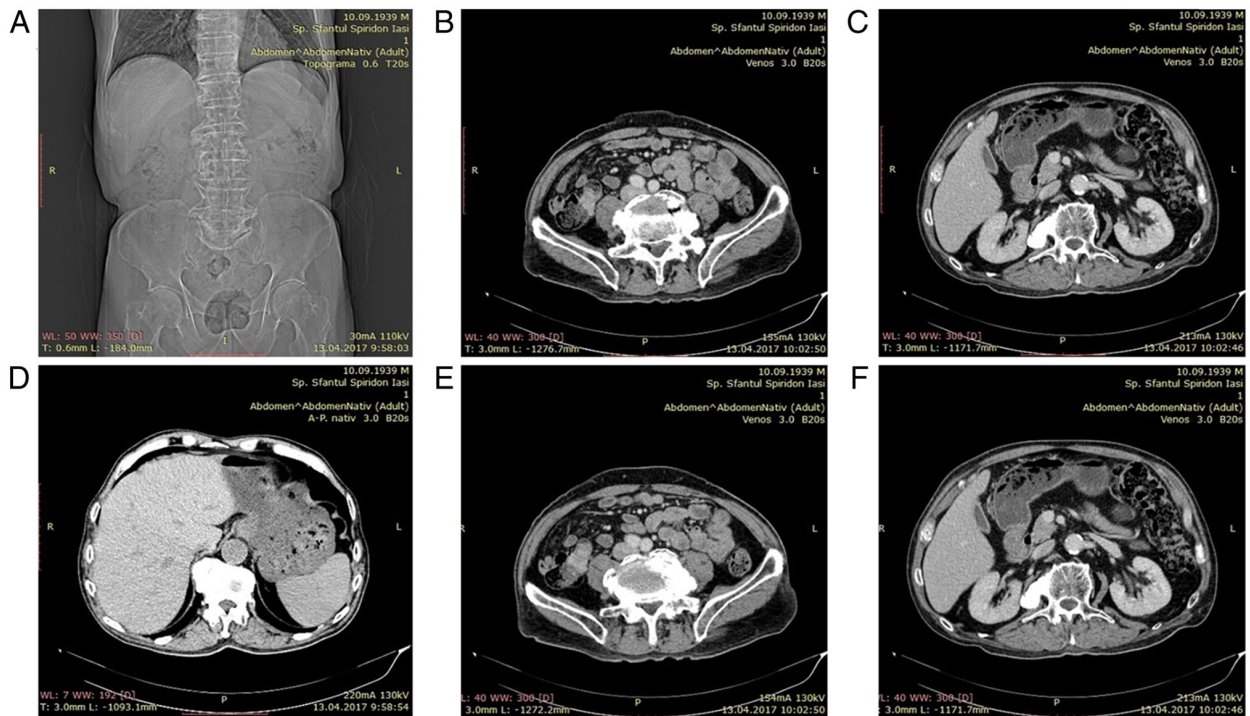 A
10.09.1939 M
Sp. Sfantul Spiridon Iasi
1
Abdomen^AbdomenNativ (Adult)
Topograma 0.6 T20s
R
L
WL: 50 WW: 350 [D]
T: 0.6mm L: -184.0mm
I
30mA 110kV
13.04.2017 9:58:03
B
10.09.1939 M
Sp. Sfantul Spiridon Iasi
1
Abdomen^AbdomenNativ (Adult)
Venos 3.0 B20s
R
L
WL: 40 WW: 300 [D]
T: 3.0mm L: -1276.7mm
P
155mA 130kV
13.04.2017 10:02:50
C
10.09.1939 M
Sp. Sfantul Spiridon Iasi
1
Abdomen^AbdomenNativ (Adult)
Venos 3.0 B20s
R
L
WL: 40 WW: 300 [D]
T: 3.0mm L: -1171.7mm
P
213mA 130kV
13.04.2017 10:02:46
D
10.09.1939 M
Sp. Sfantul Spiridon Iasi
1
Abdomen^AbdomenNativ (Adult)
A-P. nativ 3.0 B20s
R
L
WL: 7 WW: 192 [D]
T: 3.0mm L: -1093.1mm
P
220mA 130kV
13.04.2017 9:58:54
E
10.09.1939 M
Sp. Sfantul Spiridon Iasi
1
Abdomen^AbdomenNativ (Adult)
Venos 3.0 B20s
R
L
L: 40 WW: 300 [D]
3.0mm L: -1272.2mm
P
154mA 130kV
13.04.2017 10:02:50
F
10.09.1939 M
Sp. Sfantul Spiridon Iasi
1
Abdomen^AbdomenNativ (Adult)
Venos 3.0 B20s
R
L
WL: 40 WW: 300 [D]
: 3.0mm L: -1171.7mm
P
213mA 130kV
13.04.2017 10:02:46